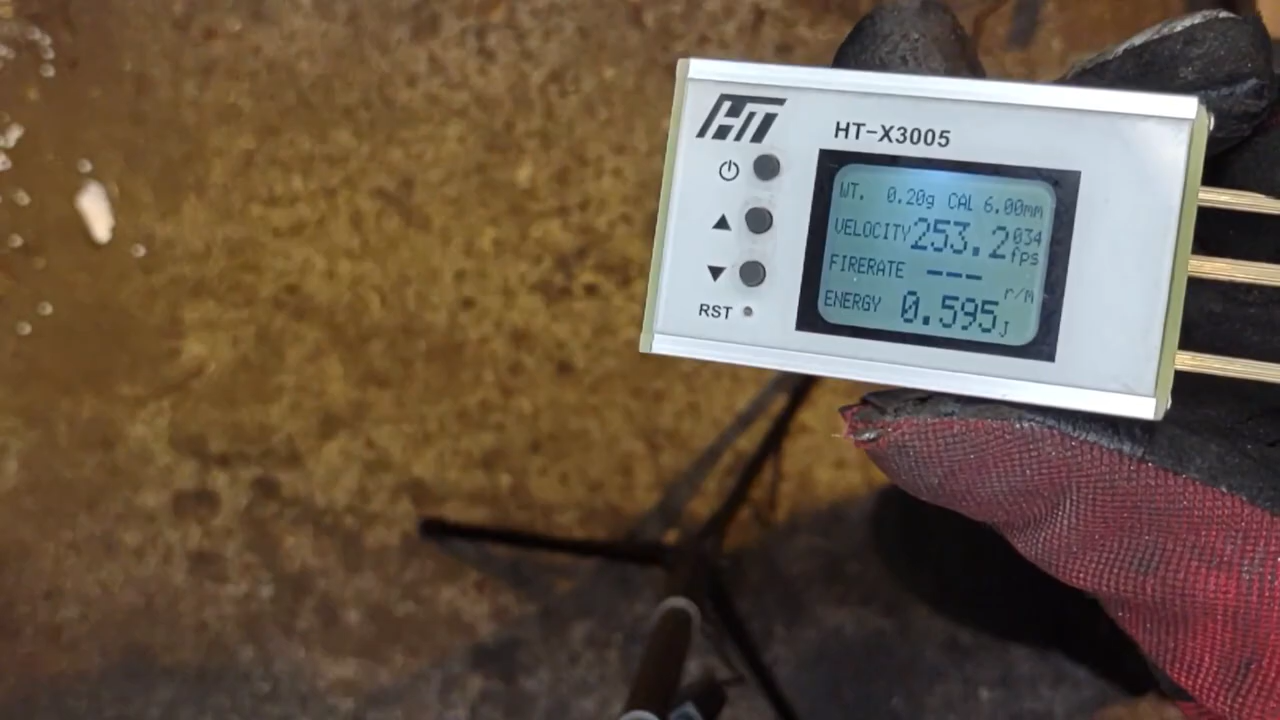 HT
HT-X3005
WT. 0.20g CAL 6.00mm
VELOCITY 253.2 034 fps
FIRERATE --- r/M
ENERGY 0.595 J
RST